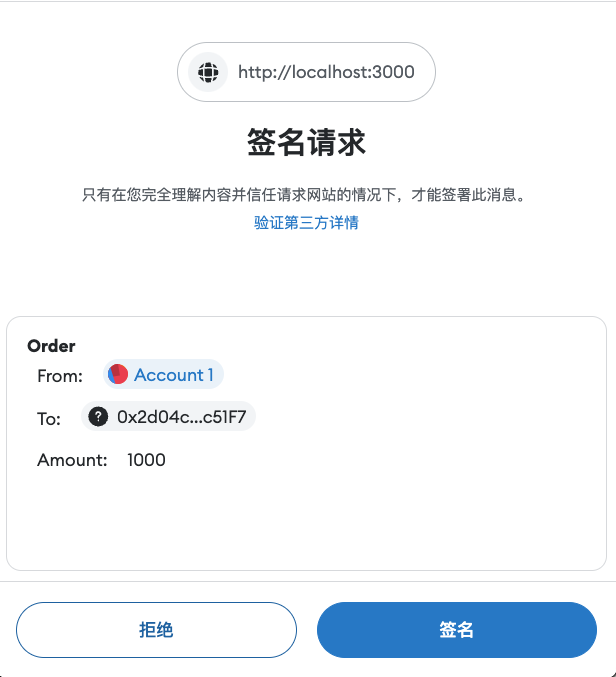 http://localhost:3000
签名请求
只有在您完全理解内容并信任请求网站的情况下，才能签署此消息。
验证第三方详情
Order
From: Account 1
To: ? 0x2d04c...c51F7
Amount: 1000
拒绝
签名